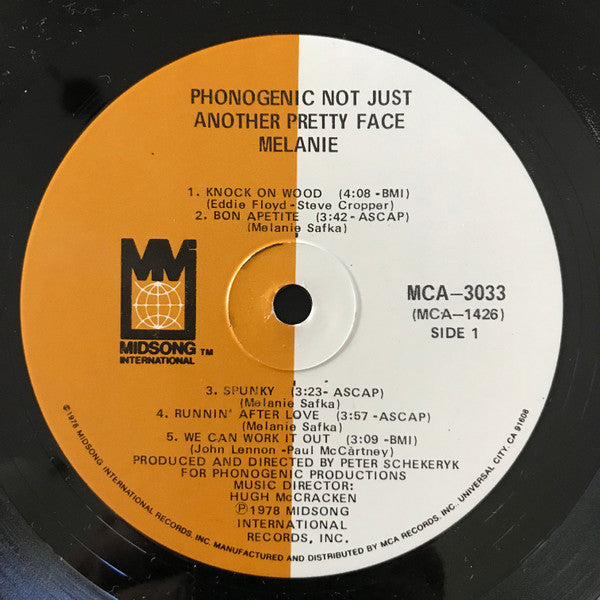 PHONOGENIC NOT JUST
ANOTHER PRETTY FACE
MELANIE
1. KNOCK ON WOOD (4:08 -BMI)
(Eddie Floyd-Steve Cropper)
2. BON APETITE (3:42-ASCAP)
(Melanie Safka)
MIDSONG TM
INTERNATIONAL
MCA-3033
(MCA-1426)
SIDE 1
3. SPUNKY (3:23- ASCAP)
(Melanie Safka)
4. RUNNIN' AFTER LOVE (3:57 -ASCAP)
(Melanie Safka)
5. WE CAN WORK IT OUT (3:09 -BMI)
(John Lennon -Paul McCartney)
PRODUCED AND DIRECTED BY PETER SCHEKERYK
FOR PHONOGENIC PRODUCTIONS
MUSIC DIRECTOR:
HUGH McCRACKEN
Ⓟ1978 MIDSONG
INTERNATIONAL
RECORDS, INC.
©1978 MIDSONG INTERNATIONAL RECORDS, INC. MANUFACTURED AND DISTRIBUTED BY MCA RECORDS, INC. UNIVERSAL CITY, CA 91608